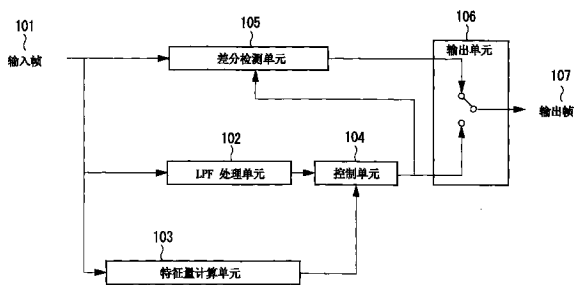 101
输入帧
105
差分检测单元
106
输出单元
107
输出帧
102
LPF 处理单元
104
控制单元
103
特征量计算单元